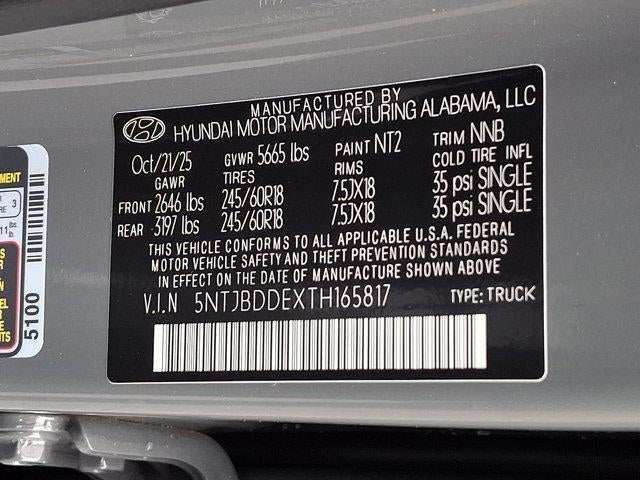 MANUFACTURED BY
HYUNDAI MOTOR MANUFACTURING ALABAMA, LLC
Oct/21/25 GVWR 5665 lbs PAINT NT2 TRIM NNB
GAWR TIRES RIMS COLD TIRE INFL
FRONT 2646 lbs 245/60R18 7.5JX18 35 psi SINGLE
REAR 3197 lbs 245/60R18 7.5JX18 35 psi SINGLE
THIS VEHICLE CONFORMS TO ALL APPLICABLE U.S.A. FEDERAL
MOTOR VEHICLE SAFETY AND THEFT PREVENTION STANDARDS
IN EFFECT ON THE DATE OF MANUFACTURE SHOWN ABOVE
V.I.N 5NTJBDDEXTH165817 TYPE: TRUCK
5100
3